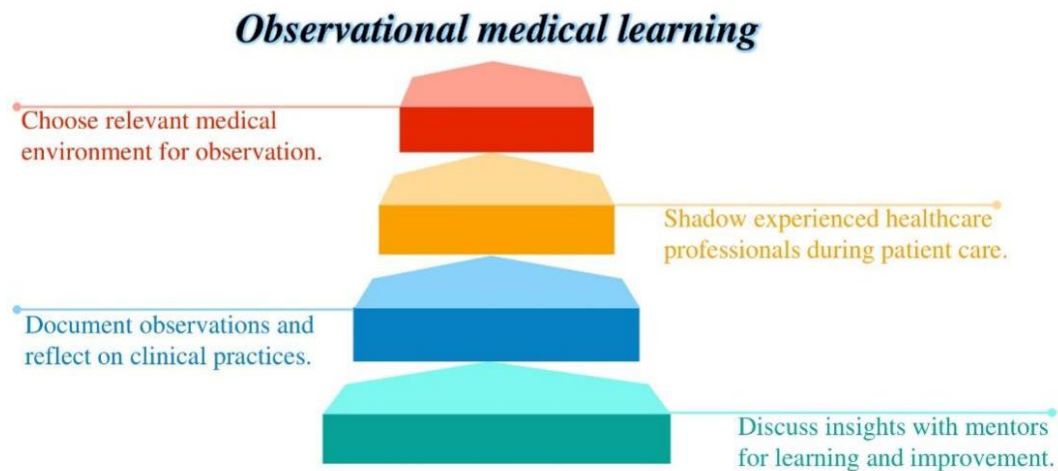 Observational medical learning
Choose relevant medical
environment for observation.
Shadow experienced healthcare
professionals during patient care.
Document observations and
reflect on clinical practices.
Discuss insights with mentors
for learning and improvement.